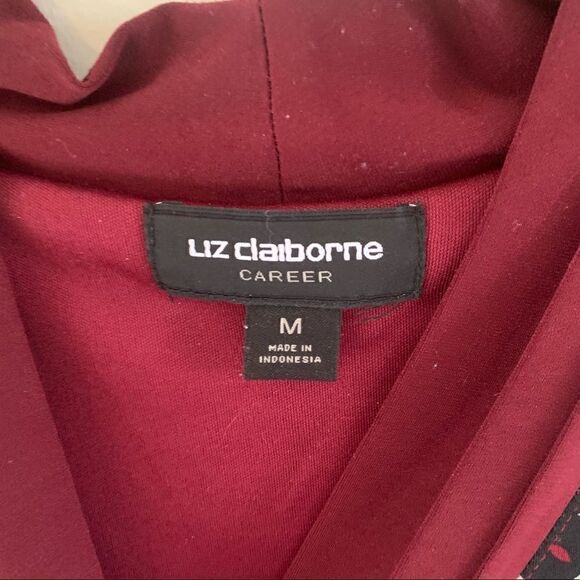 LIZ claiborne
CAREER
M
MADE IN
INDONESIA